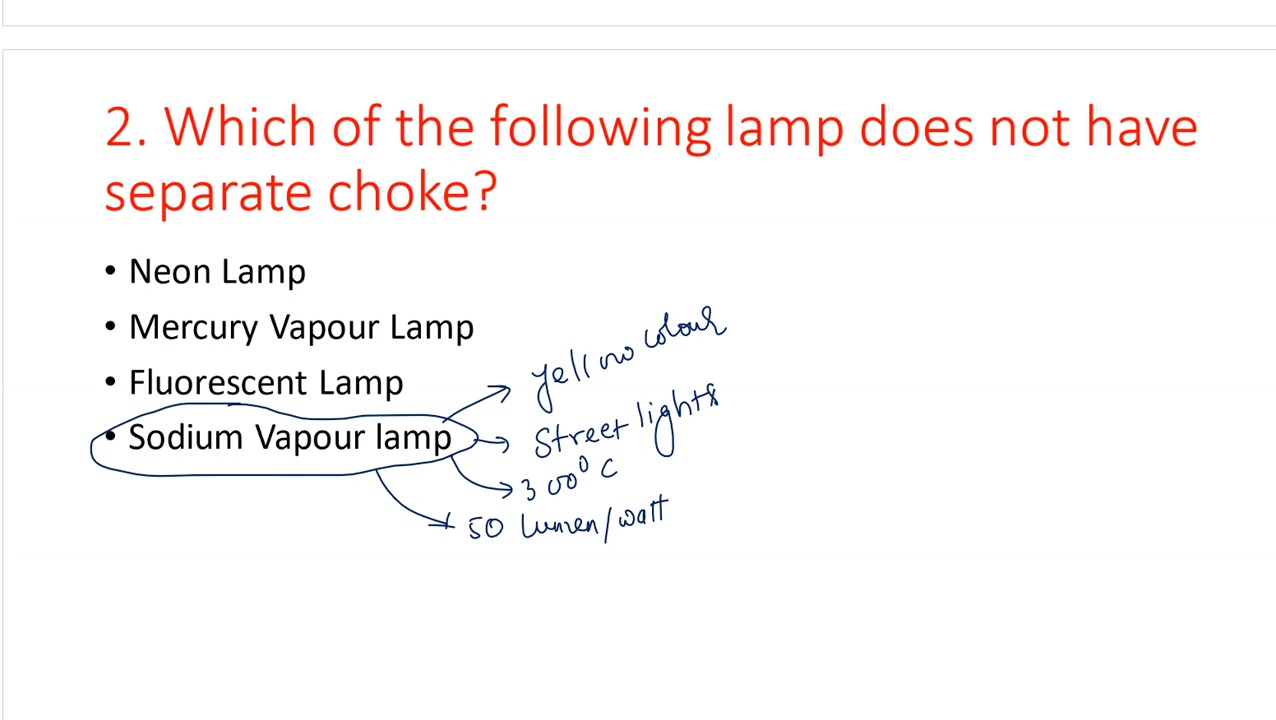 2. Which of the following lamp does not have
separate choke?
• Neon Lamp
• Mercury Vapour Lamp
• Fluorescent Lamp
• Sodium Vapour lamp
yellow colour
Street lights
300⁰ C
50 lumen/watt